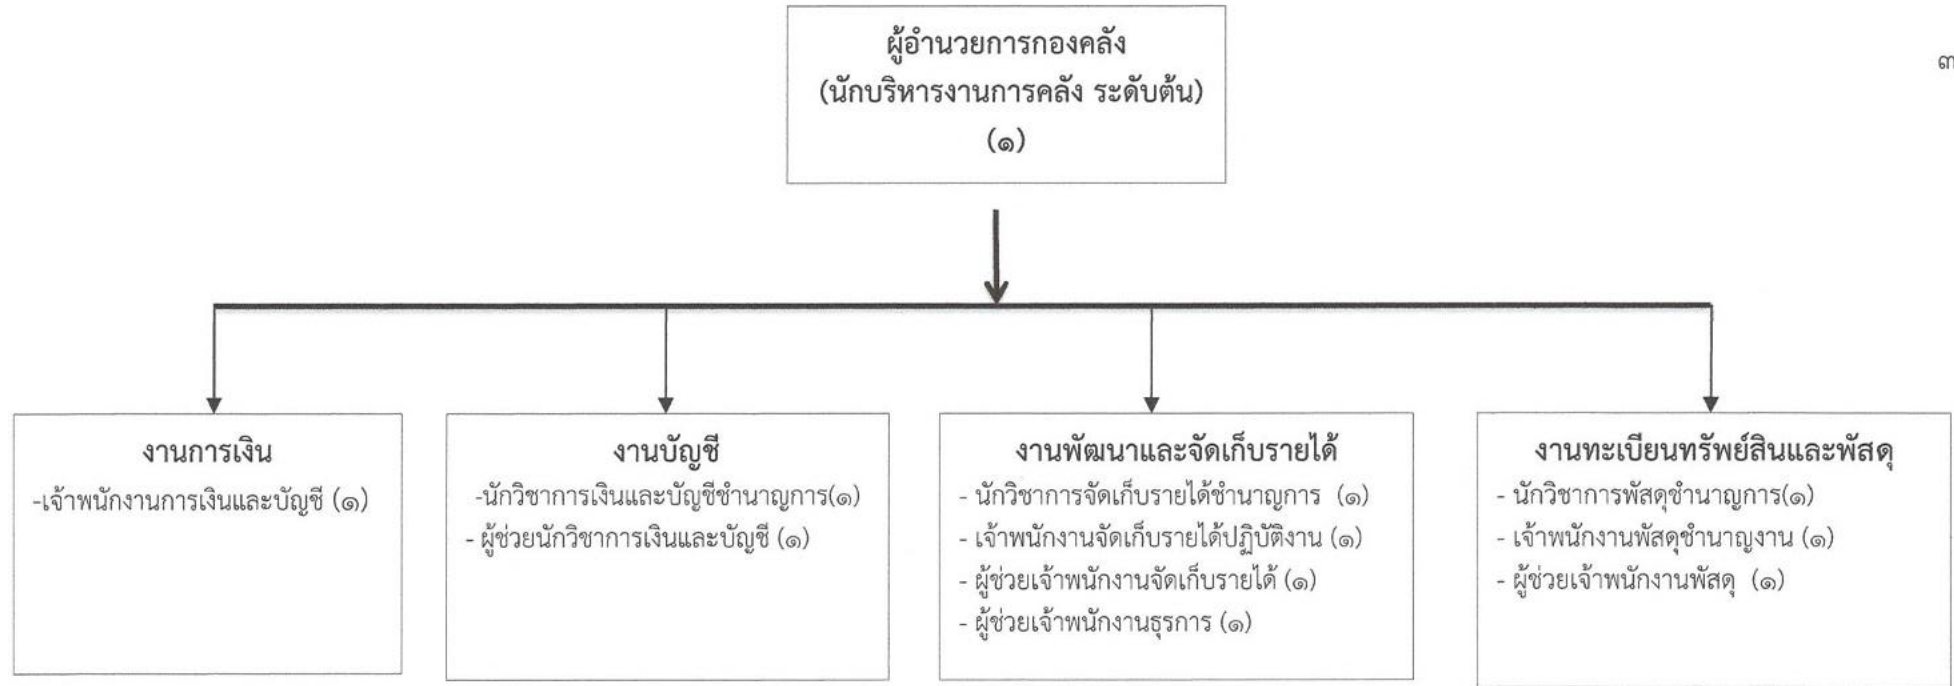 ผู้อำนวยการกองคลัง
(นักบริหารงานการคลัง ระดับต้น)
(๑)
งานการเงิน
-เจ้าพนักงานการเงินและบัญชี (๑)
งานบัญชี
-นักวิชาการเงินและบัญชีชำนาญการ(๑)
- ผู้ช่วยนักวิชาการเงินและบัญชี (๑)
งานพัฒนาและจัดเก็บรายได้
- นักวิชาการจัดเก็บรายได้ชำนาญการ (๑)
- เจ้าพนักงานจัดเก็บรายได้ปฏิบัติงาน (๑)
- ผู้ช่วยเจ้าพนักงานจัดเก็บรายได้ (๑)
- ผู้ช่วยเจ้าพนักงานธุรการ (๑)
งานทะเบียนทรัพย์สินและพัสดุ
- นักวิชาการพัสดุชำนาญการ(๑)
- เจ้าพนักงานพัสดุชำนาญงาน (๑)
- ผู้ช่วยเจ้าพนักงานพัสดุ (๑)